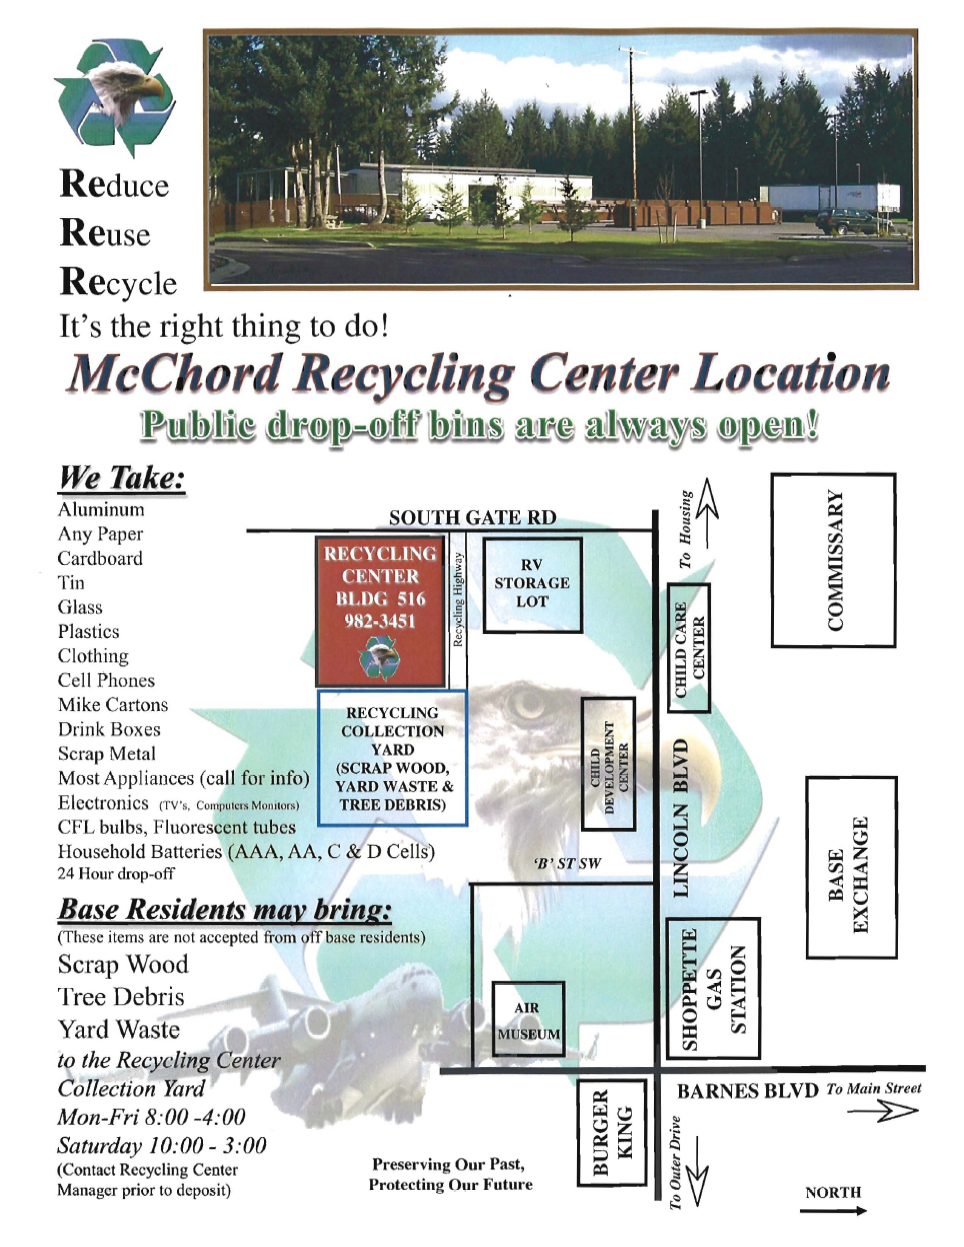 Reduce
Reuse
Recycle
It's the right thing to do!
McChord Recycling Center Location
Public drop-off bins are always open!
We Take:
Aluminum
Any Paper
Cardboard
Tin
Glass
Plastics
Clothing
Cell Phones
Mike Cartons
Drink Boxes
Scrap Metal
Most Appliances (call for info)
Electronics (TV's, Computers Monitors)
CFL bulbs, Fluorescent tubes
Household Batteries (AAA, AA, C & D Cells)
24 Hour drop-off
Base Residents may bring:
(These items are not accepted from off base residents)
Scrap Wood
Tree Debris
Yard Waste
to the Recycling Center
Collection Yard
Mon-Fri 8:00 -4:00
Saturday 10:00 - 3:00
(Contact Recycling Center
Manager prior to deposit)
SOUTH GATE RD
RECYCLING
CENTER
BLDG 516
982-3451
Recycling Highway
RV
STORAGE
LOT
To Housing
COMMISSARY
CHILD CARE
CENTER
RECYCLING
COLLECTION
YARD
(SCRAP WOOD,
YARD WASTE &
TREE DEBRIS)
CHILD
DEVELOPMENT
CENTER
LINCOLN BLVD
BASE
EXCHANGE
'B' ST SW
SHOPPETTE
GAS
STATION
AIR
MUSEUM
BARNES BLVD To Main Street
BURGER
KING
To Outer Drive
Preserving Our Past,
Protecting Our Future
NORTH